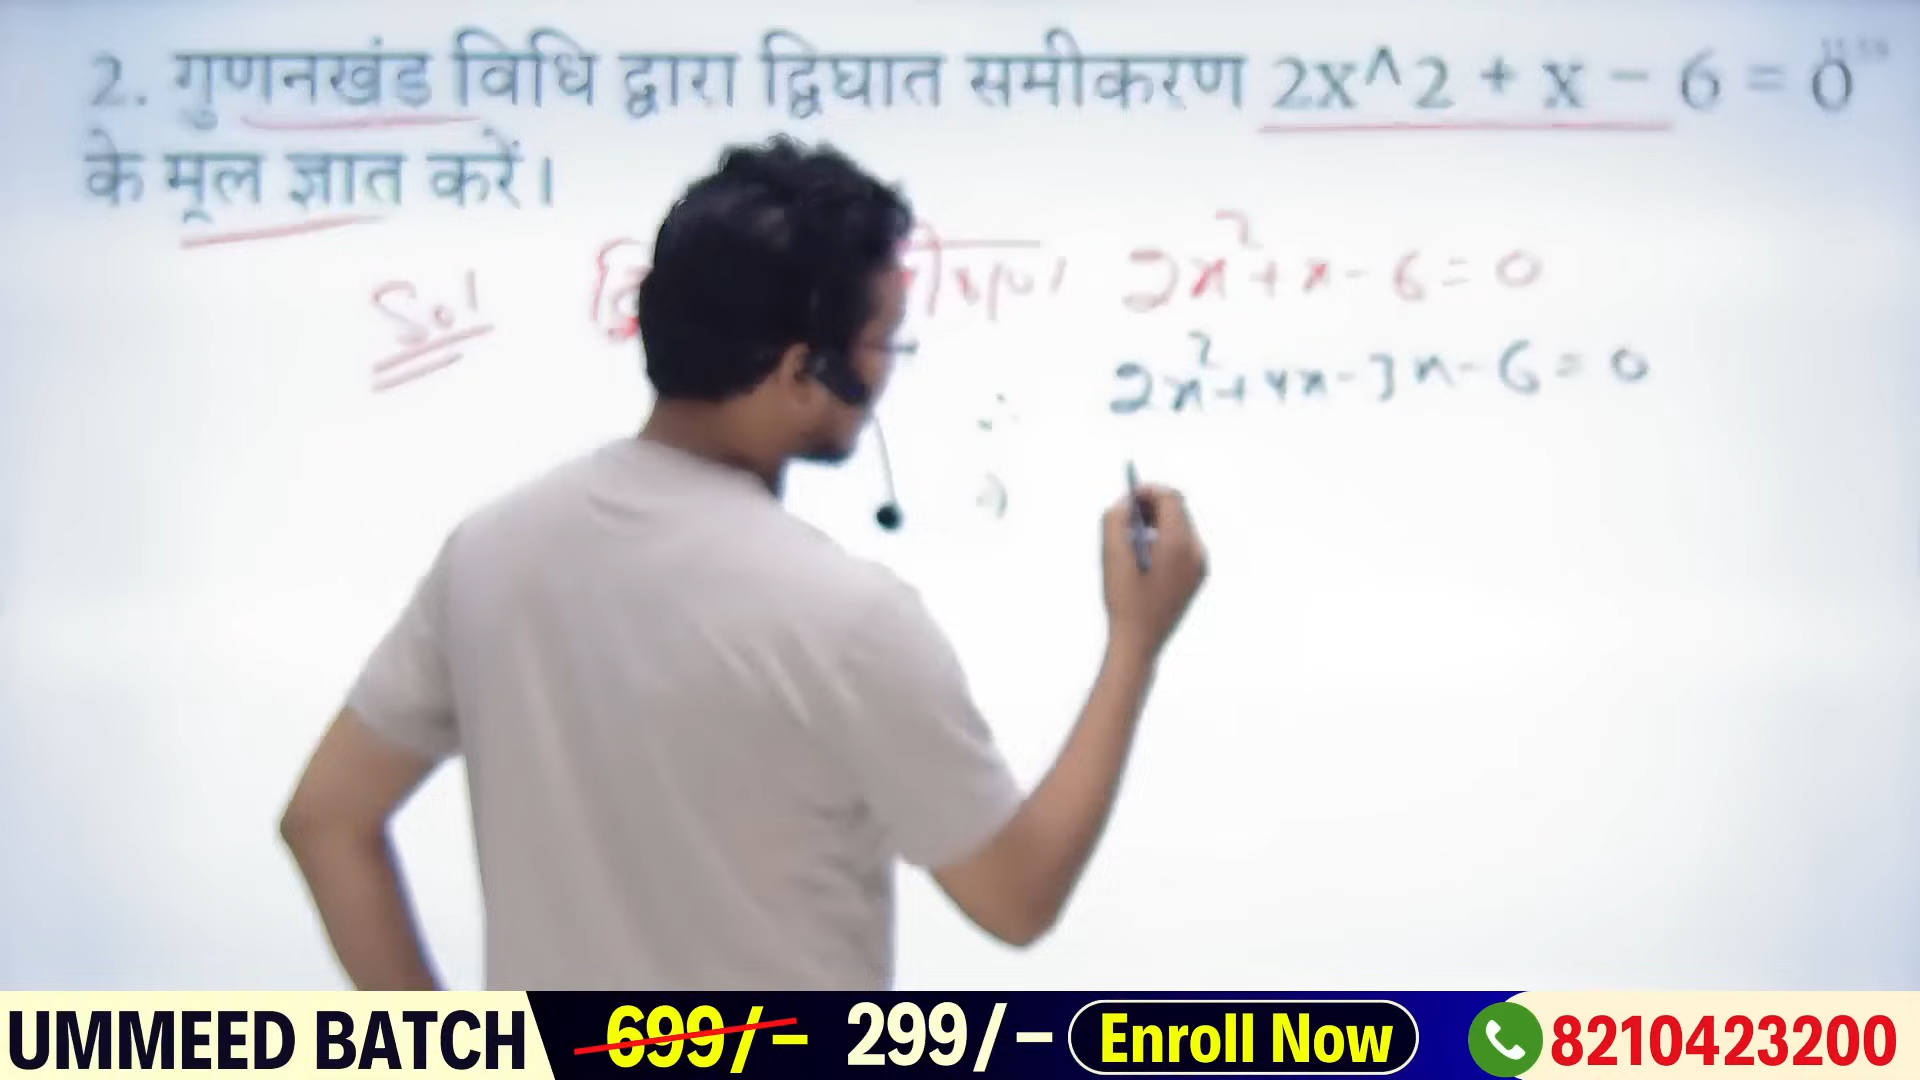 2. गुणनखंड विधि द्वारा द्विघात समीकरण 2x^2 + x - 6 = 0
के मूल ज्ञात करें।
Sol 2x²+x-6=0
∴ 2x²+4x-3x-6=0
UMMEED BATCH 699/- 299/- Enroll Now 8210423200